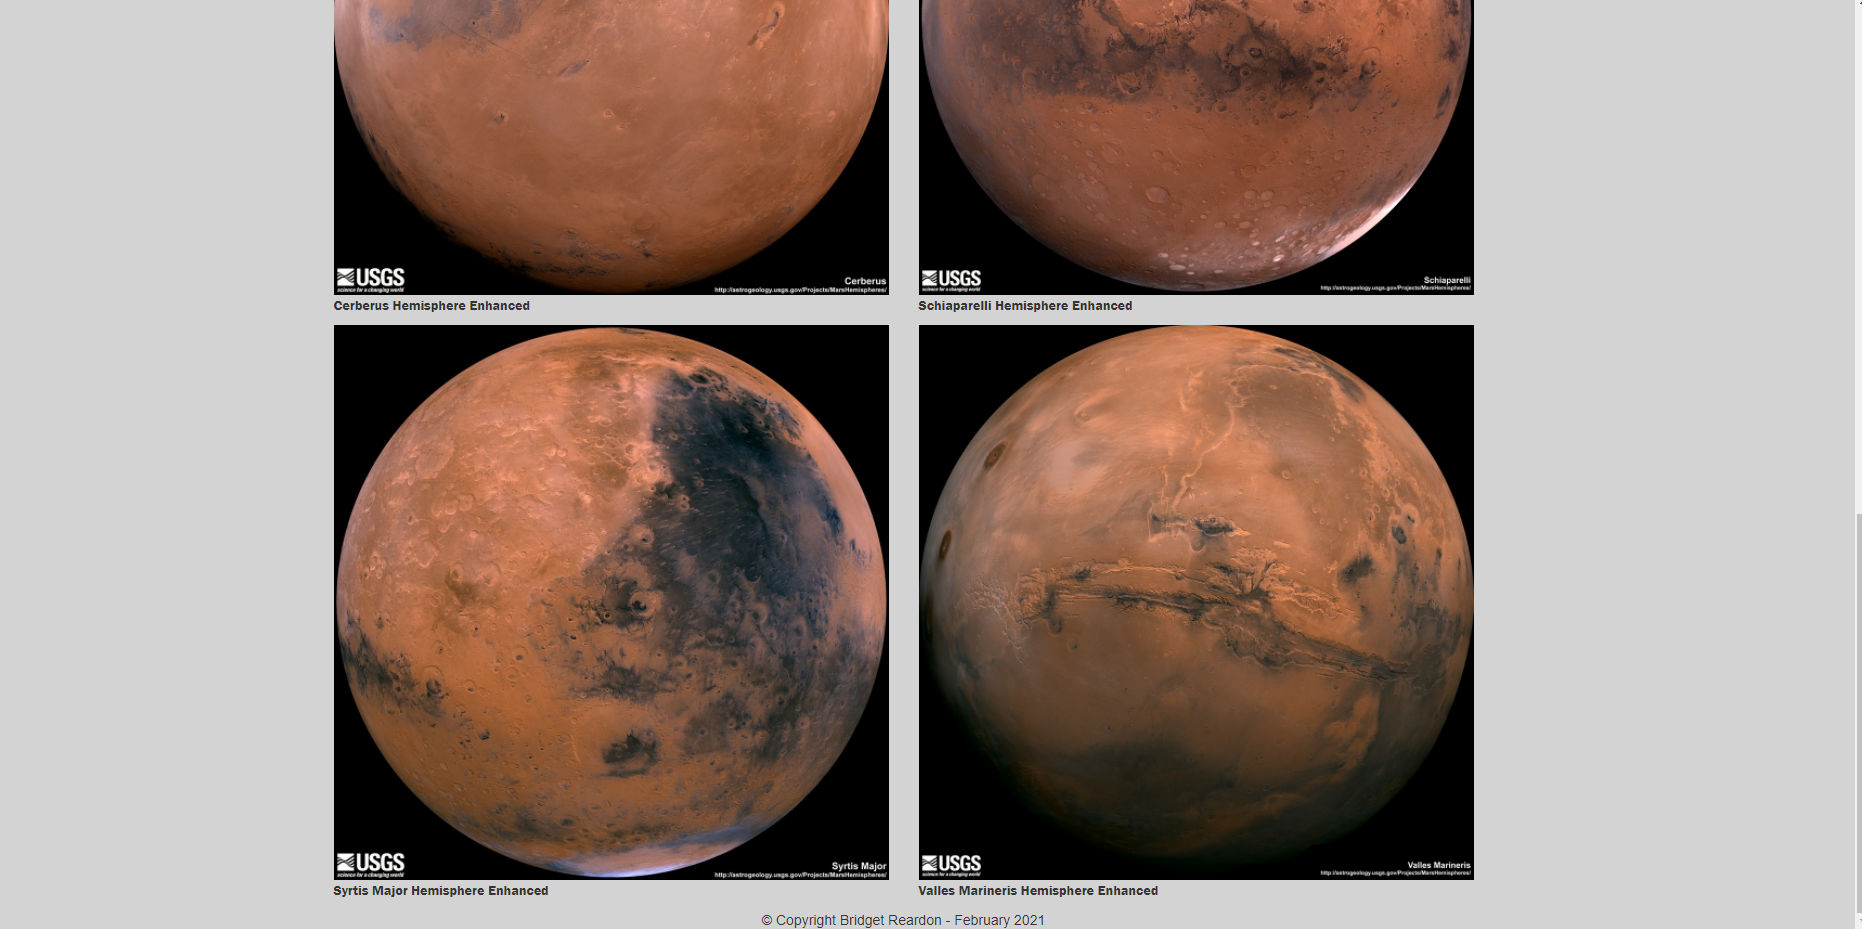 USGS
science for a changing world
Cerberus
http://astrogeology.usgs.gov/Projects/MarsHemispheres/
Cerberus Hemisphere Enhanced
USGS
science for a changing world
Schiaparelli
http://astrogeology.usgs.gov/Projects/MarsHemispheres/
Schiaparelli Hemisphere Enhanced
USGS
science for a changing world
Syrtis Major
http://astrogeology.usgs.gov/Projects/MarsHemispheres/
Syrtis Major Hemisphere Enhanced
USGS
science for a changing world
Valles Marineris
http://astrogeology.usgs.gov/Projects/MarsHemispheres/
Valles Marineris Hemisphere Enhanced
© Copyright Bridget Reardon - February 2021